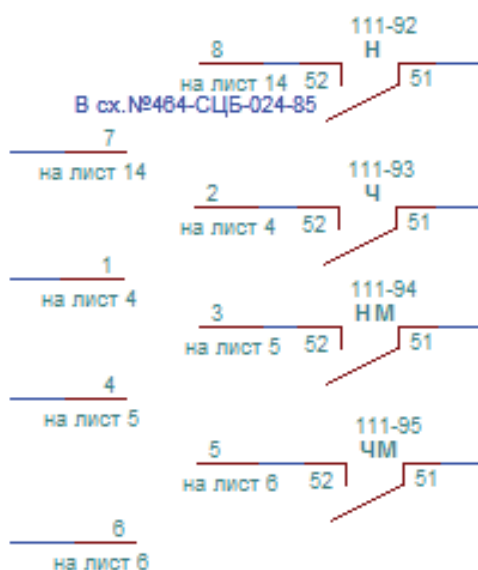 111-92
8 Н
на лист 14 52 51
В сх.№464-СЦБ-024-85
7
на лист 14
111-93
2 Ч
на лист 4 52 51
1
на лист 4
111-94
3 НМ
на лист 5 52 51
4
на лист 5
111-95
5 ЧМ
на лист 6 52 51
6
на лист 6